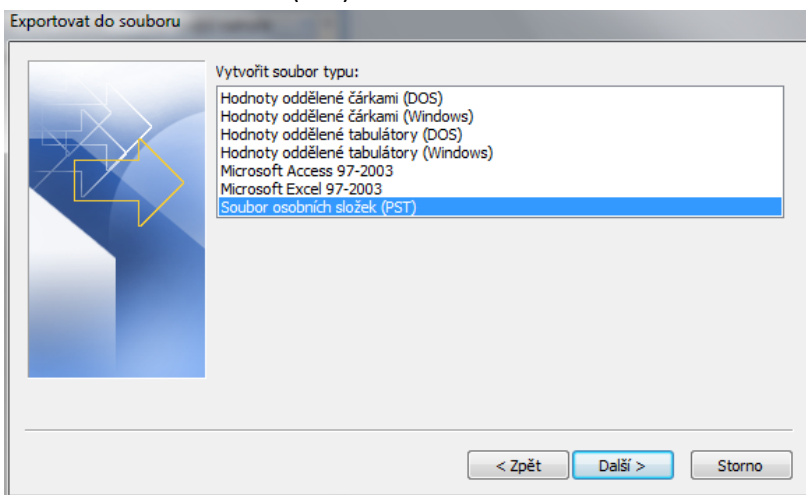 Exportovat do souboru
Vytvořit soubor typu:
Hodnoty oddělené čárkami (DOS)
Hodnoty oddělené čárkami (Windows)
Hodnoty oddělené tabulátory (DOS)
Hodnoty oddělené tabulátory (Windows)
Microsoft Access 97-2003
Microsoft Excel 97-2003
Soubor osobních složek (PST)
< Zpět
Další >
Storno